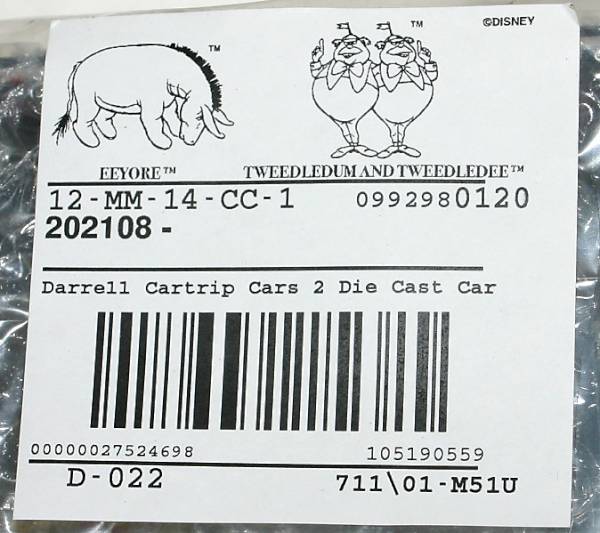 ©DISNEY
TM TM
EEYORE™ TWEEDLEDUM AND TWEEDLEDEE™
12-MM-14-CC-1 0992980120
202108 -
Darrell Cartrip Cars 2 Die Cast Car
00000027524698 105190559
D-022 711\01-M51U